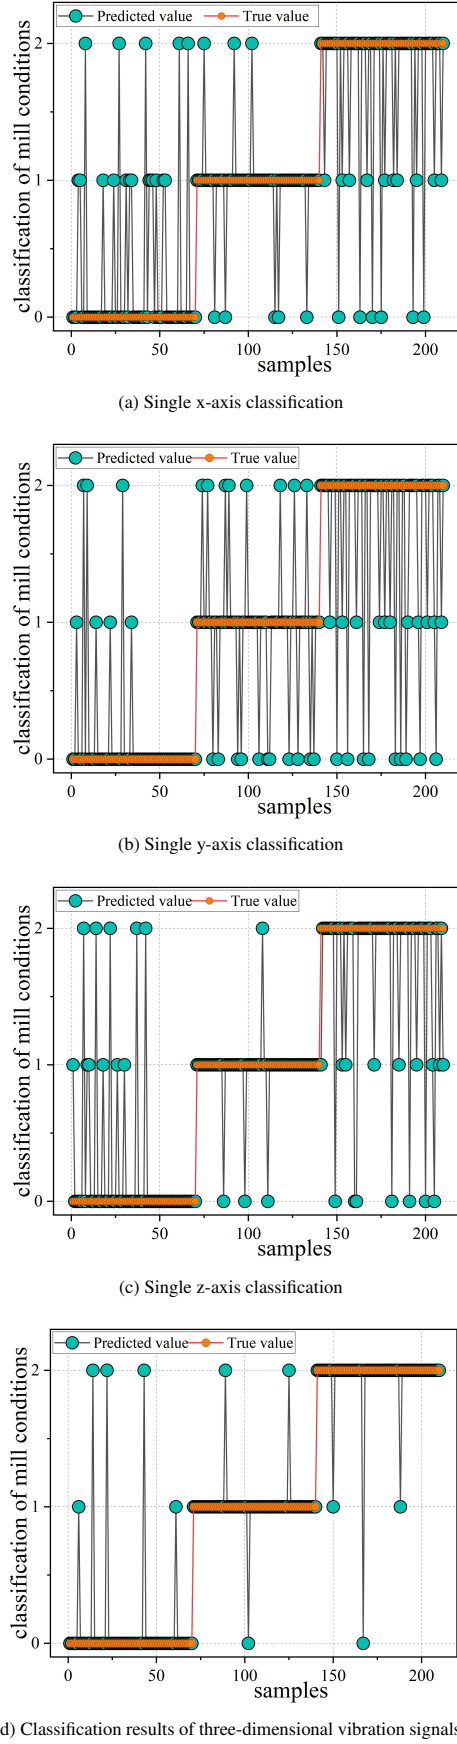 Predicted value True value
classification of mill conditions
2
1
0
0 50 100 150 200
samples
(a) Single x-axis classification
Predicted value True value
classification of mill conditions
2
1
0
0 50 100 150 200
samples
(b) Single y-axis classification
Predicted value True value
classification of mill conditions
2
1
0
0 50 100 150 200
samples
(c) Single z-axis classification
Predicted value True value
classification of mill conditions
2
1
0
0 50 100 150 200
samples
d) Classification results of three-dimensional vibration signals